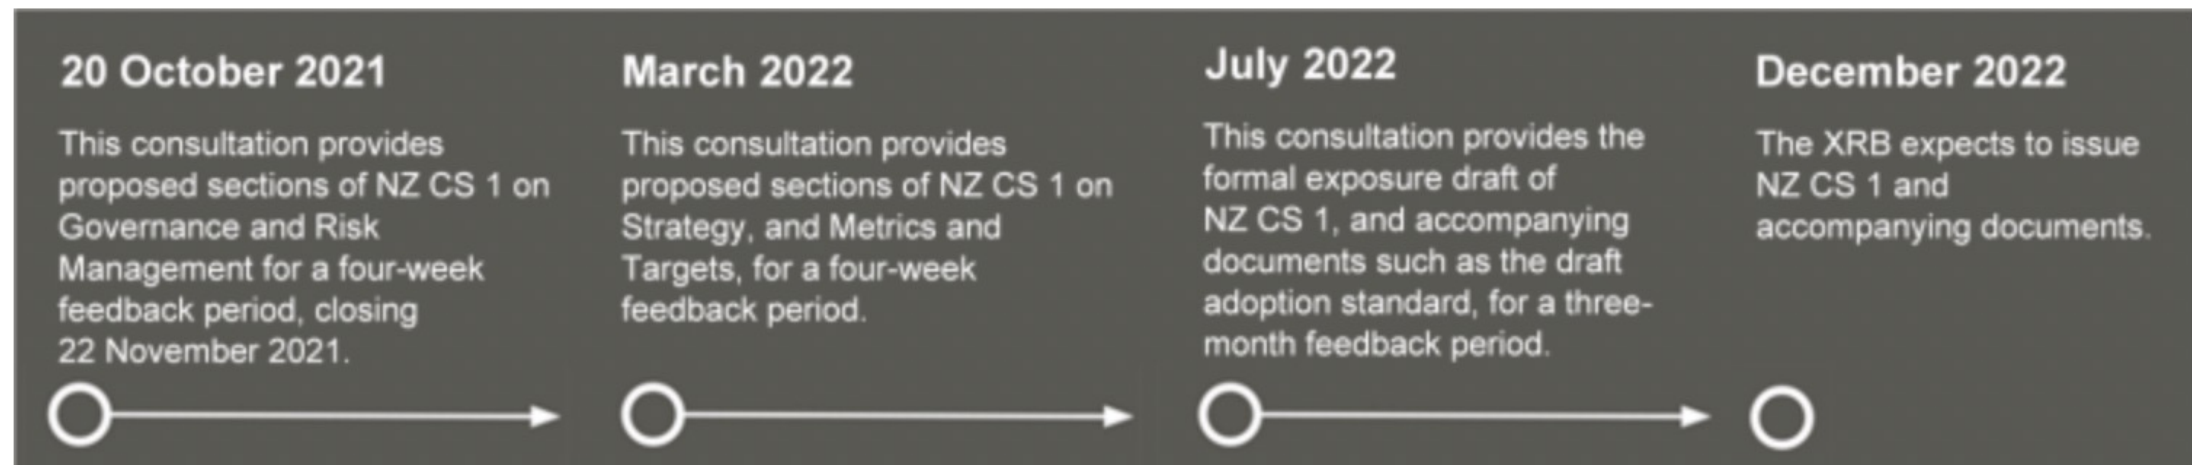 20 October 2021
This consultation provides
proposed sections of NZ CS 1 on
Governance and Risk
Management for a four-week
feedback period, closing
22 November 2021.
March 2022
This consultation provides
proposed sections of NZ CS 1 on
Strategy, and Metrics and
Targets, for a four-week
feedback period.
July 2022
This consultation provides the
formal exposure draft of
NZ CS 1, and accompanying
documents such as the draft
adoption standard, for a three-
month feedback period.
December 2022
The XRB expects to issue
NZ CS 1 and
accompanying documents.